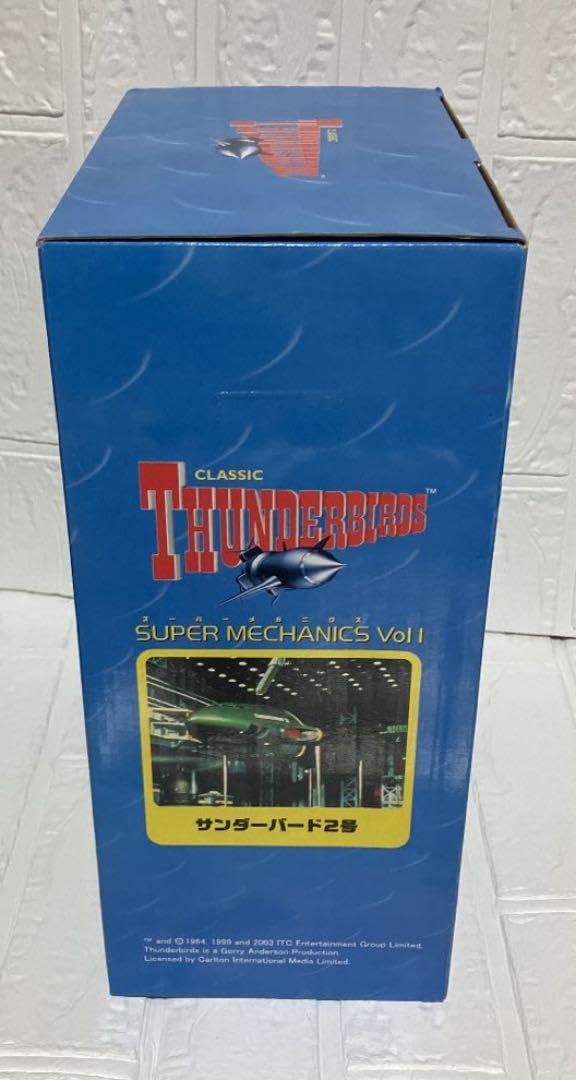 CLASSIC
THUNDERBIRDS
CLASSIC
THUNDERBIRDS™
スーパーメカニクス
SUPER MECHANICS Vol 1
サンダーバード2号
™ and © 1964, 1999 and 2003 ITC Entertainment Group Limited.
Thunderbirds is a Gerry Anderson Production.
Licensed by Carlton International Media Limited.